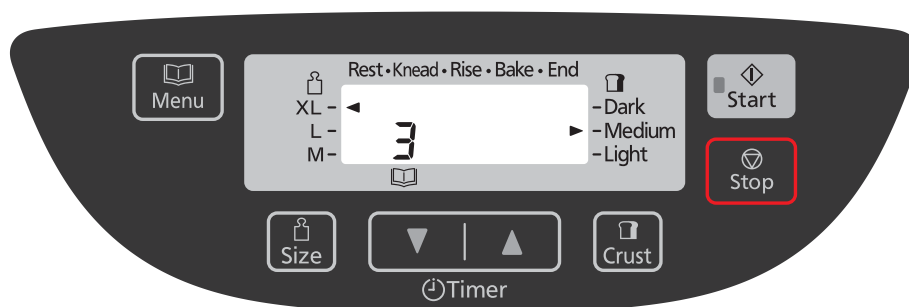 Menu
Rest • Knead • Rise • Bake • End
XL
L
M
3
Dark
Medium
Light
Start
Stop
Size
Timer
Crust